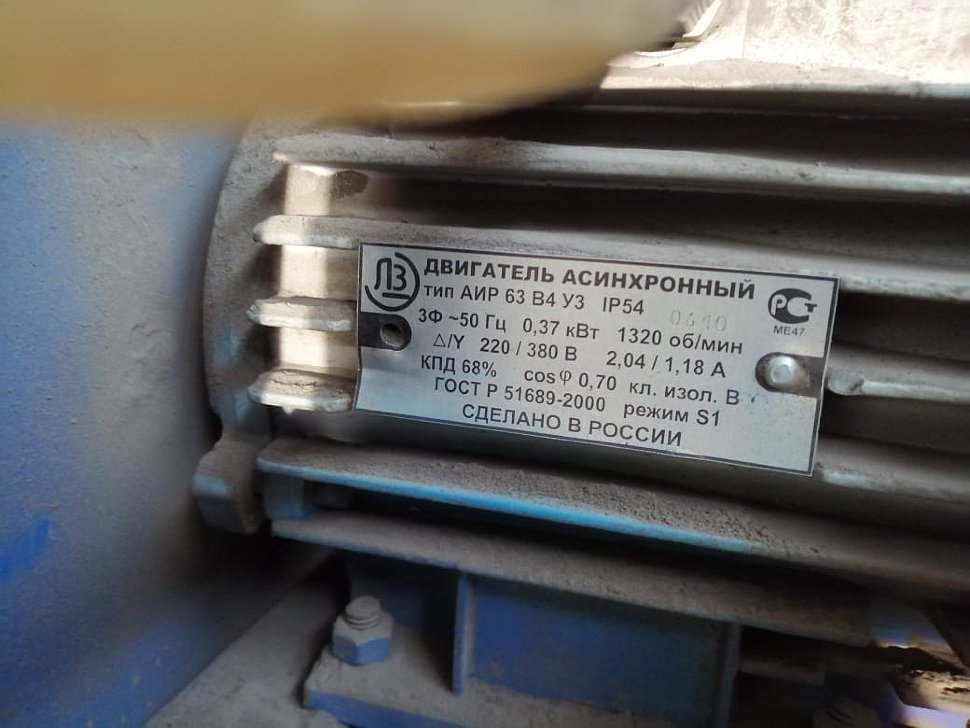 ЛЗ
ДВИГАТЕЛЬ АСИНХРОННЫЙ
тип АИР 63 В4 У3 IP54 0610
3Ф ~50 Гц 0,37 кВт 1320 об/мин
△/Y 220 / 380 В 2,04 / 1,18 А
КПД 68% cos φ 0,70 кл. изол. В
ГОСТ Р 51689-2000 режим S1
СДЕЛАНО В РОССИИ
РСТ
МЕ47